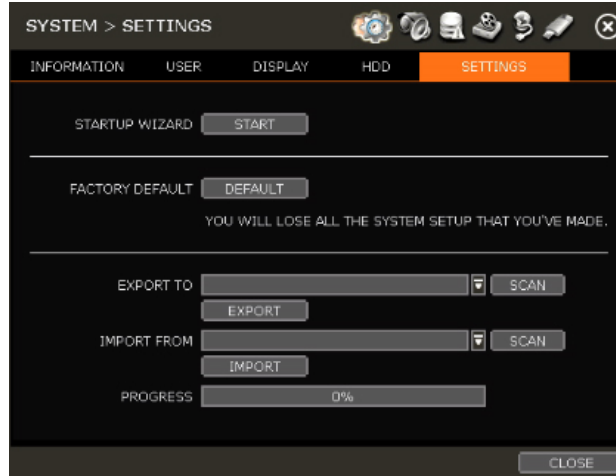 SYSTEM > SETTINGS
INFORMATION USER DISPLAY HDD SETTINGS
STARTUP WIZARD START
FACTORY DEFAULT DEFAULT
YOU WILL LOSE ALL THE SYSTEM SETUP THAT YOU'VE MADE.
EXPORT TO SCAN
EXPORT
IMPORT FROM SCAN
IMPORT
PROGRESS 0%
CLOSE